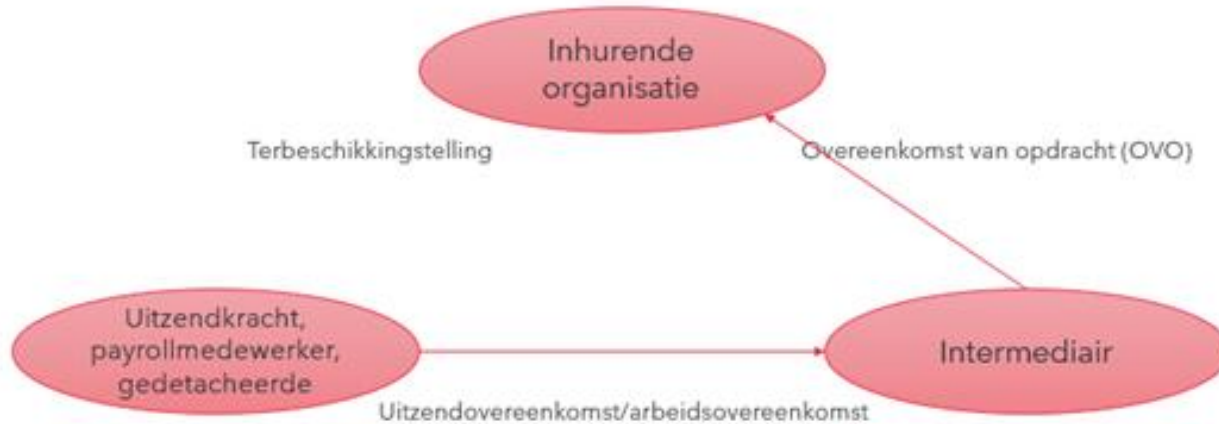 Inhurende
organisatie
Terbeschikkingstelling
Overeenkomst van opdracht (OVO)
Uitzendkracht,
payrollmedewerker,
gedetacheerde
Intermediair
Uitzendovereenkomst/arbeidsovereenkomst